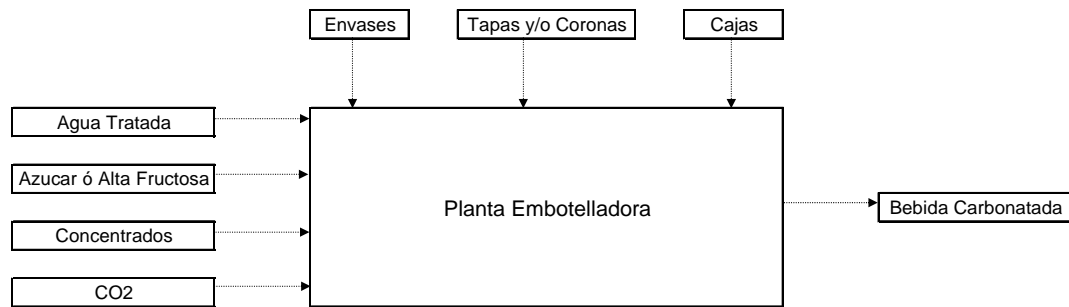 Envases
Tapas y/o Coronas
Cajas
Agua Tratada
Azucar ó Alta Fructosa
Concentrados
CO2
Planta Embotelladora
Bebida Carbonatada